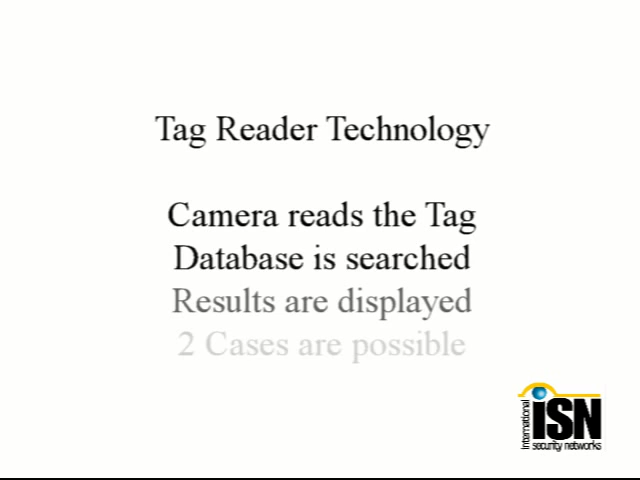 Tag Reader Technology
Camera reads the Tag
Database is searched
Results are displayed
2 Cases are possible
International
iSN
security networks